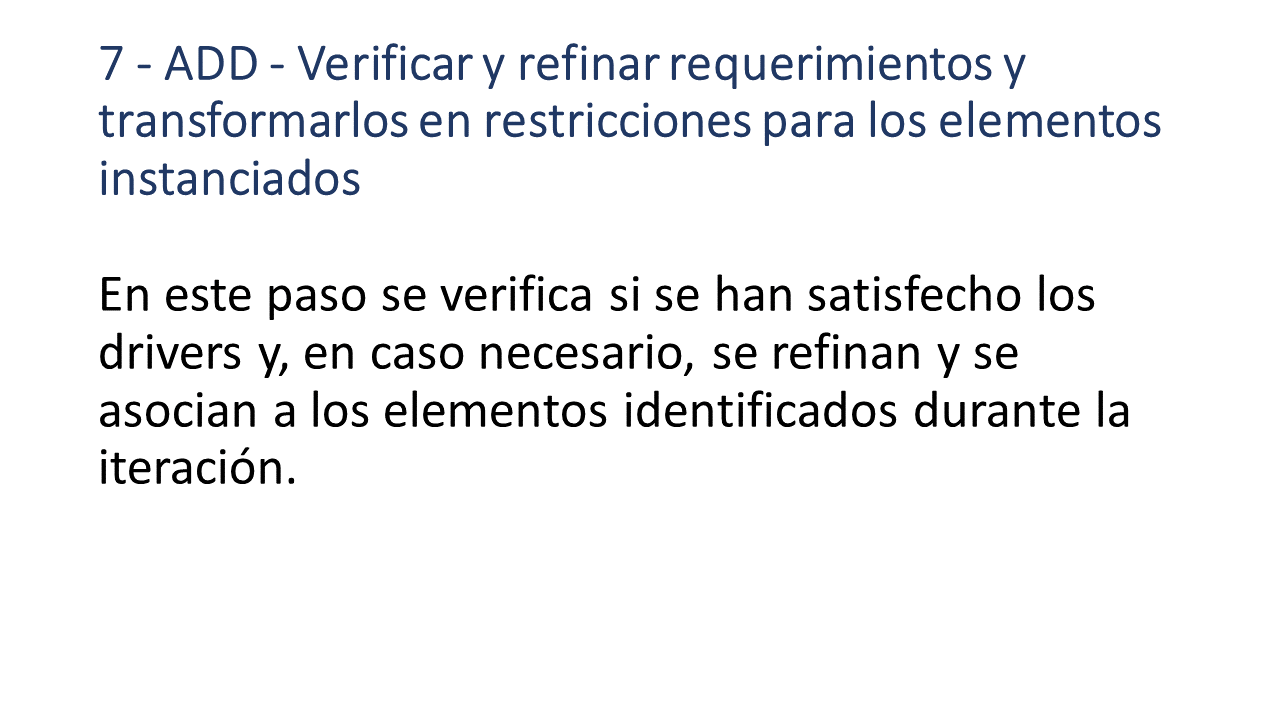 7 - ADD - Verificar y refinar requerimientos y
transformarlos en restricciones para los elementos
instanciados
En este paso se verifica si se han satisfecho los
drivers y, en caso necesario, se refinan y se
asocian a los elementos identificados durante la
iteración.